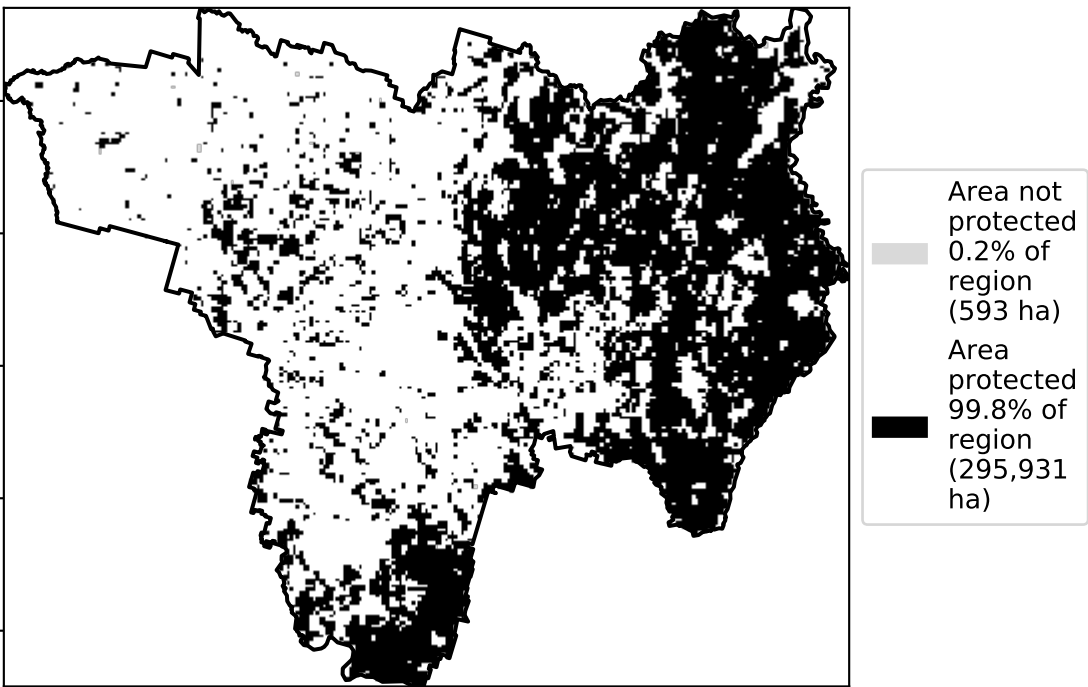 Area not
protected
0.2% of
region
(593 ha)
Area
protected
99.8% of
region
(295,931
ha)